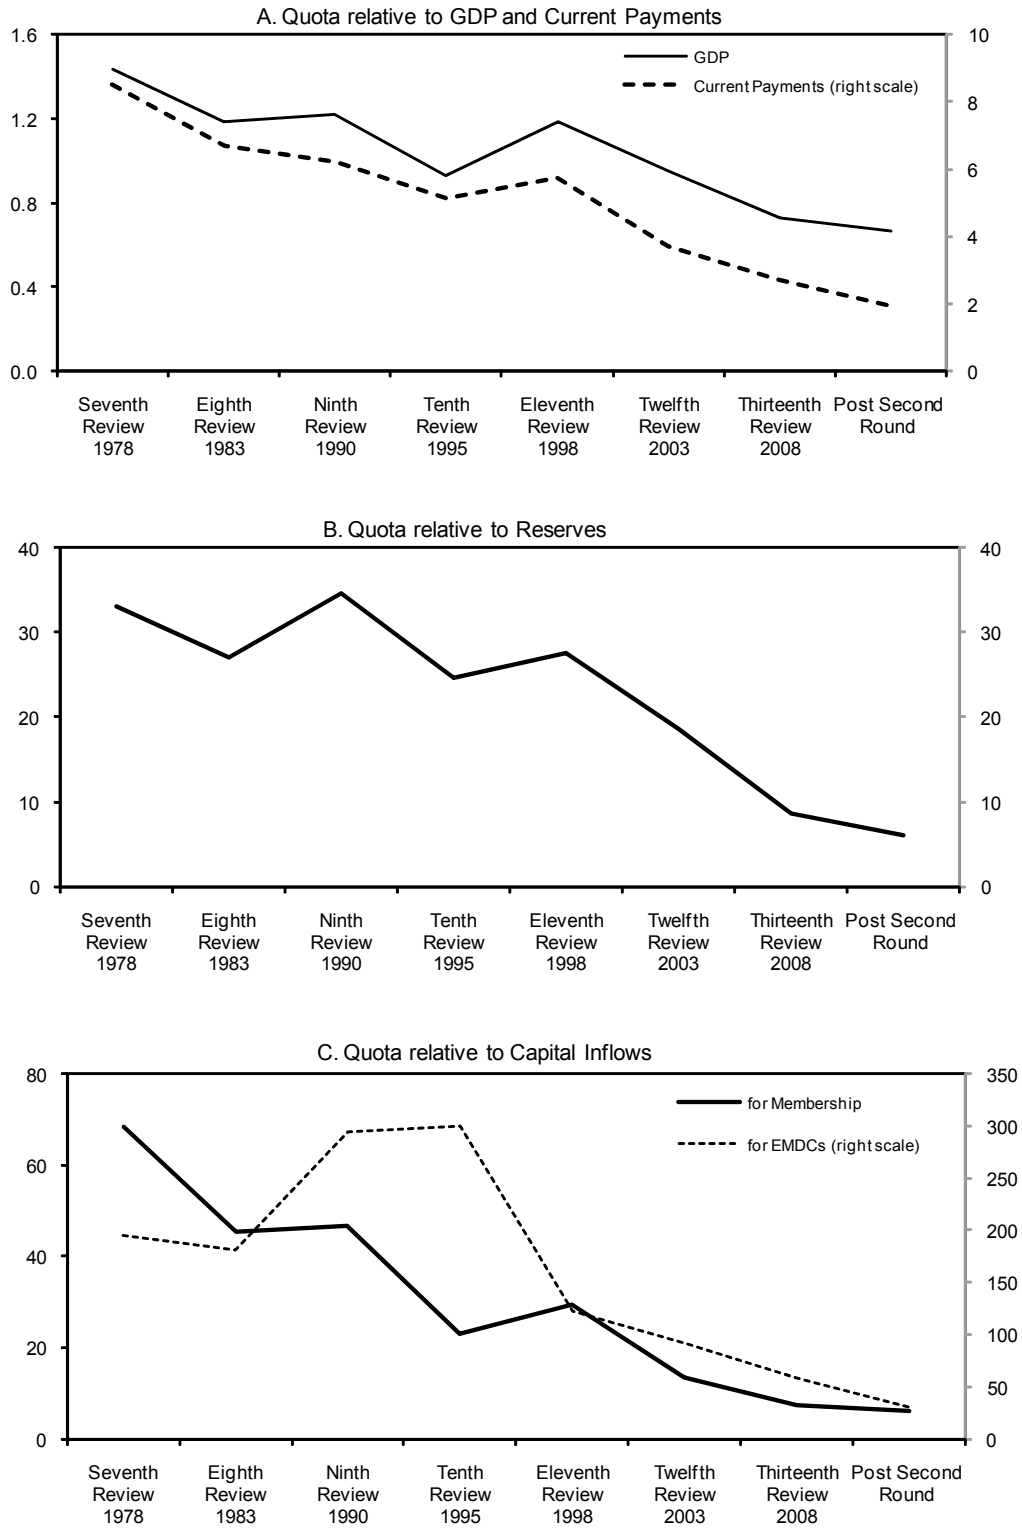 A. Quota relative to GDP and Current Payments
1.6
1.2
0.8
0.4
0.0
10
8
6
4
2
0
GDP
Current Payments (right scale)
Seventh Review 1978
Eighth Review 1983
Ninth Review 1990
Tenth Review 1995
Eleventh Review 1998
Twelfth Review 2003
Thirteenth Review 2008
Post Second Round
B. Quota relative to Reserves
40
30
20
10
0
40
30
20
10
0
Seventh Review 1978
Eighth Review 1983
Ninth Review 1990
Tenth Review 1995
Eleventh Review 1998
Twelfth Review 2003
Thirteenth Review 2008
Post Second Round
C. Quota relative to Capital Inflows
80
60
40
20
0
350
300
250
200
150
100
50
0
for Membership
for EMDCs (right scale)
Seventh Review 1978
Eighth Review 1983
Ninth Review 1990
Tenth Review 1995
Eleventh Review 1998
Twelfth Review 2003
Thirteenth Review 2008
Post Second Round